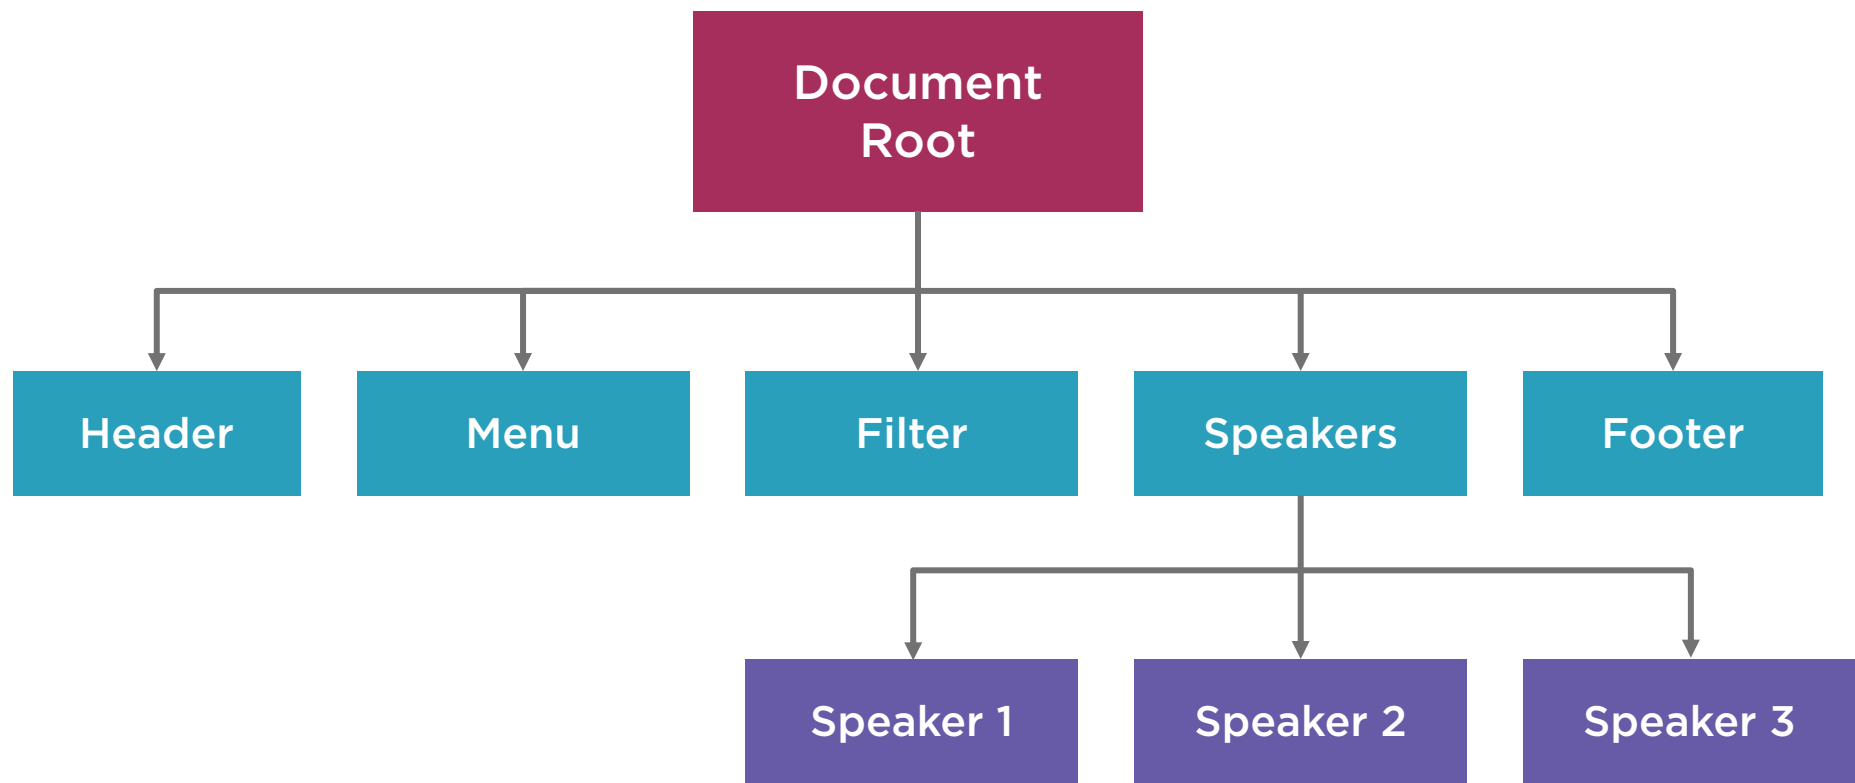 Document
Root
Header
Menu
Filter
Speakers
Footer
Speaker 1
Speaker 2
Speaker 3